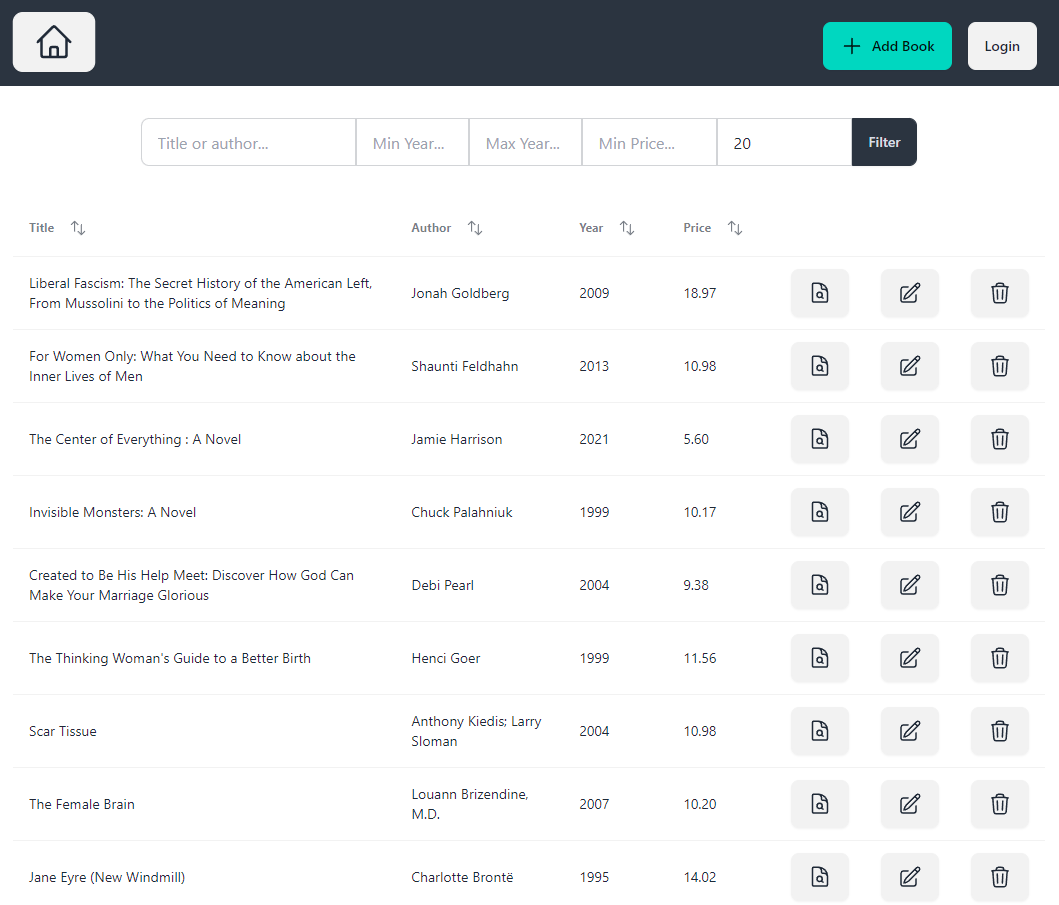 Add Book
Login
Title or author...
Min Year...
Max Year...
Min Price...
20
Filter
Title
Author
Year
Price
Liberal Fascism: The Secret History of the American Left,
From Mussolini to the Politics of Meaning
Jonah Goldberg
2009
18.97
For Women Only: What You Need to Know about the
Inner Lives of Men
Shaunti Feldhahn
2013
10.98
The Center of Everything : A Novel
Jamie Harrison
2021
5.60
Invisible Monsters: A Novel
Chuck Palahniuk
1999
10.17
Created to Be His Help Meet: Discover How God Can
Make Your Marriage Glorious
Debi Pearl
2004
9.38
The Thinking Woman's Guide to a Better Birth
Henci Goer
1999
11.56
Scar Tissue
Anthony Kiedis; Larry
Sloman
2004
10.98
The Female Brain
Louann Brizendine,
M.D.
2007
10.20
Jane Eyre (New Windmill)
Charlotte Brontë
1995
14.02